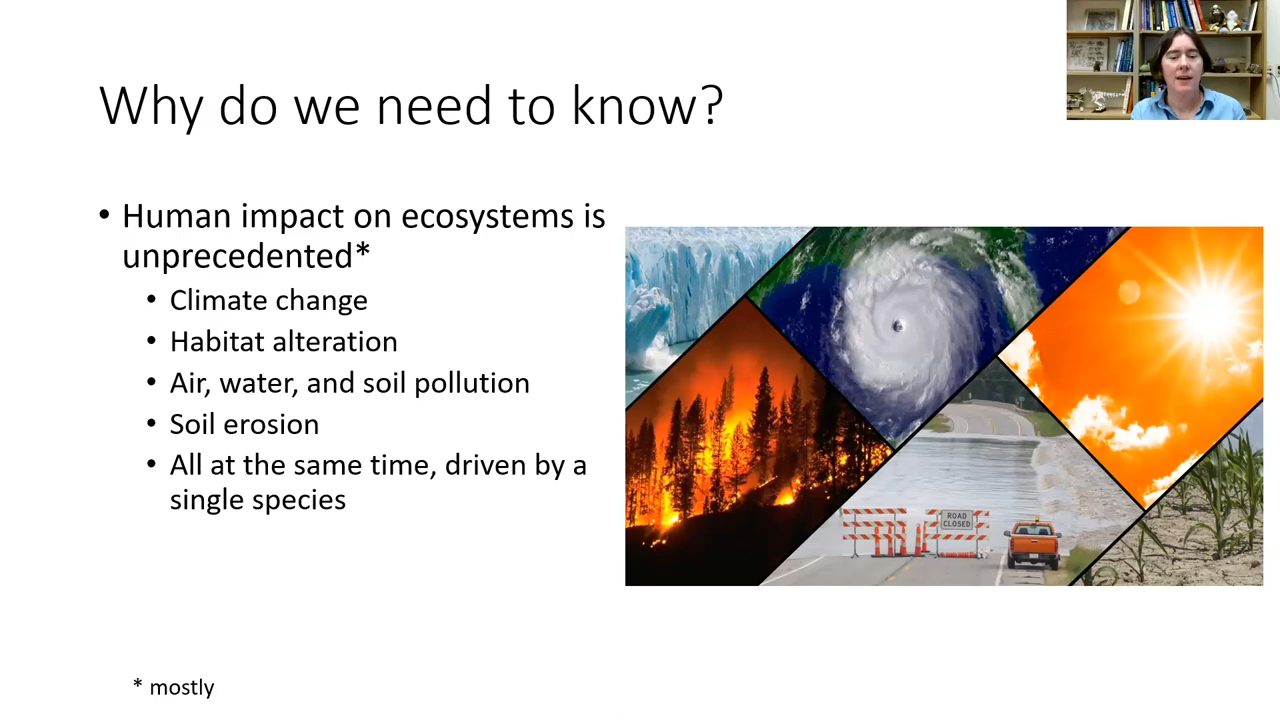 Why do we need to know?
• Human impact on ecosystems is
unprecedented*
• Climate change
• Habitat alteration
• Air, water, and soil pollution
• Soil erosion
• All at the same time, driven by a
single species
ROAD
CLOSED
* mostly